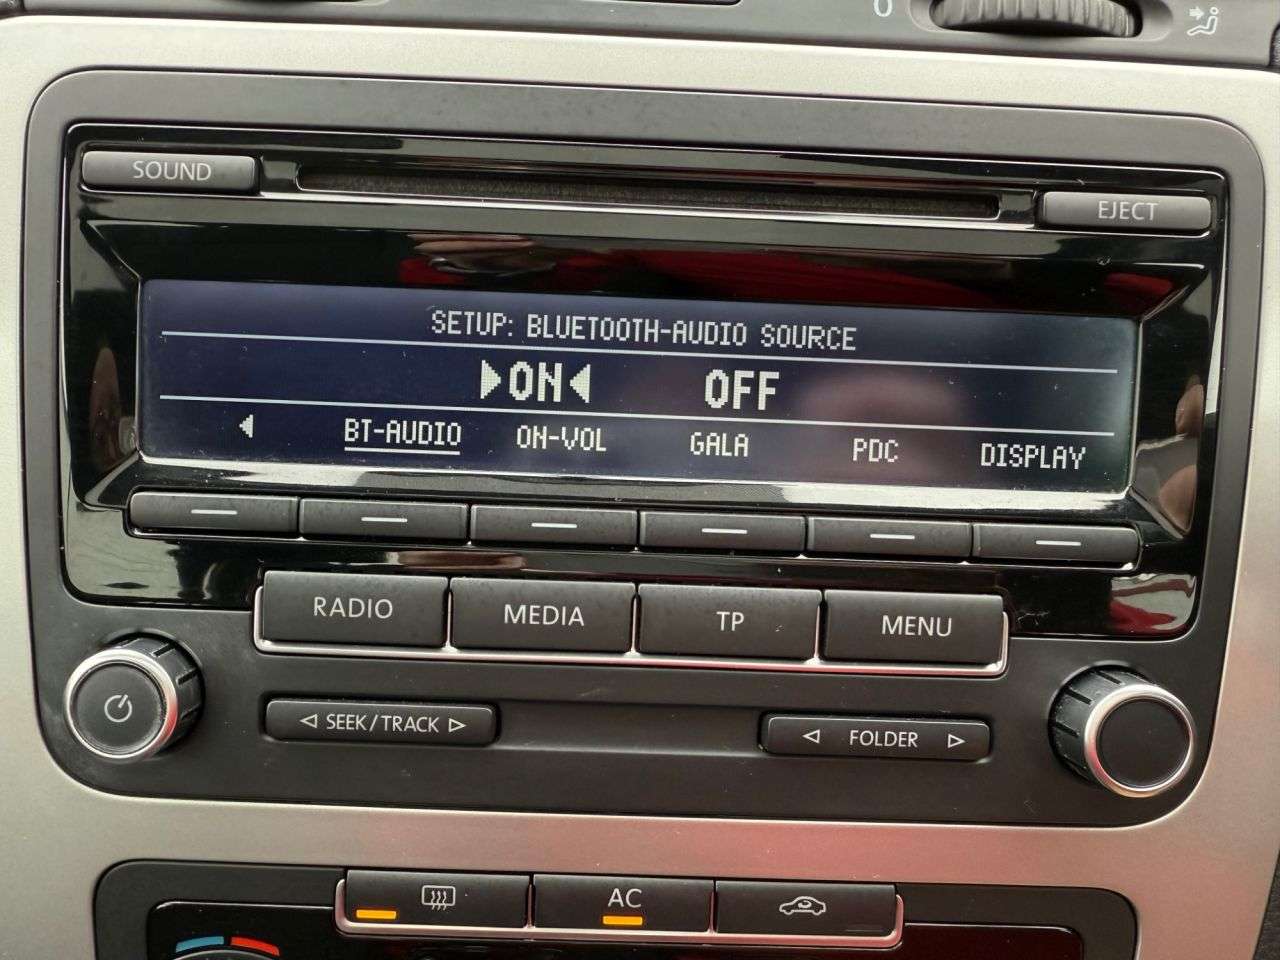 0
SOUND
EJECT
SETUP: BLUETOOTH-AUDIO SOURCE
ON OFF
BT-AUDIO ON-VOL GALA PDC DISPLAY
RADIO MEDIA TP MENU
SEEK/TRACK FOLDER
AC